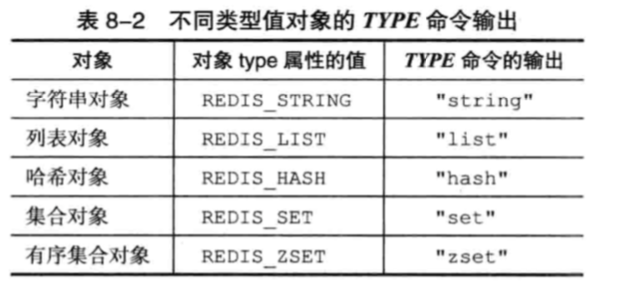 表 8-2 不同类型值对象的 TYPE 命令输出
对象 对象 type 属性的值 TYPE 命令的输出
字符串对象 REDIS_STRING "string"
列表对象 REDIS_LIST "list"
哈希对象 REDIS_HASH "hash"
集合对象 REDIS_SET "set"
有序集合对象 REDIS_ZSET "zset"